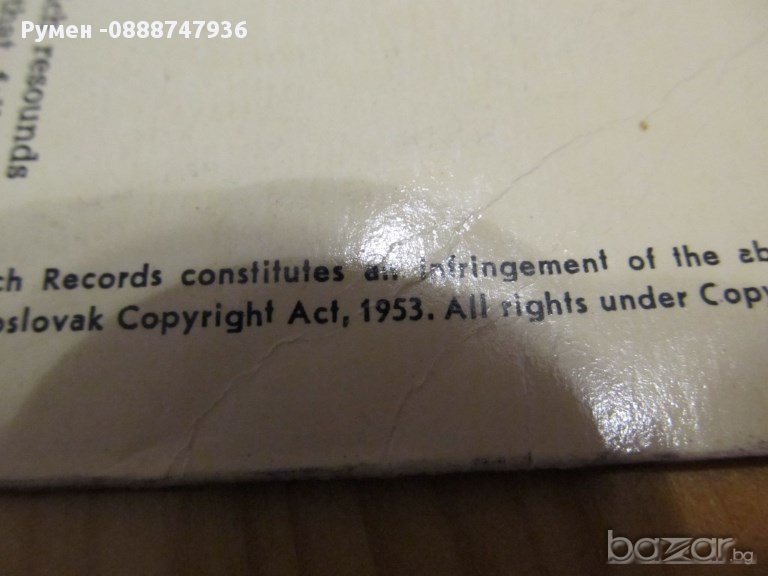 Румен -0888747936
resounds
ch Records constitutes an infringement of the ab
oslovak Copyright Act, 1953. All rights under Copy
bazar.bg